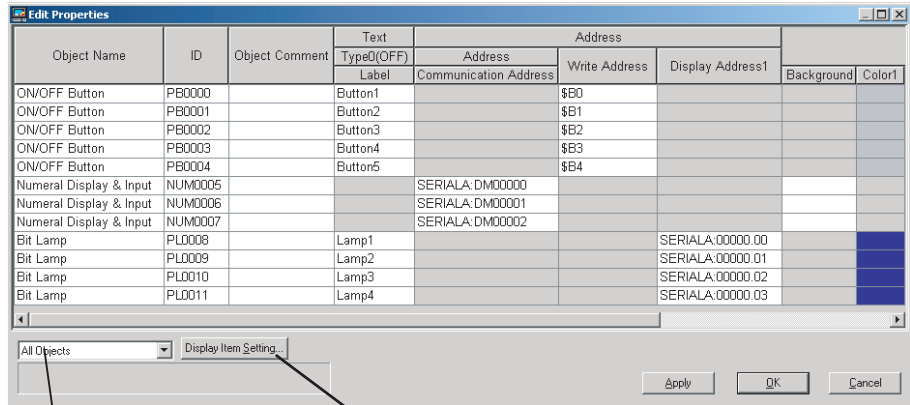 Edit Properties
Object Name ID Object Comment Text Address
Type0(OFF) Address Write Address Display Address1
Label Communication Address Background Color1
ON/OFF Button PB0000 Button1 $B0
ON/OFF Button PB0001 Button2 $B1
ON/OFF Button PB0002 Button3 $B2
ON/OFF Button PB0003 Button4 $B3
ON/OFF Button PB0004 Button5 $B4
Numeral Display & Input NUM0005 SERIALA:DM00000
Numeral Display & Input NUM0006 SERIALA:DM00001
Numeral Display & Input NUM0007 SERIALA:DM00002
Bit Lamp PL0008 Lamp1 SERIALA:00000.00
Bit Lamp PL0009 Lamp2 SERIALA:00000.01
Bit Lamp PL0010 Lamp3 SERIALA:00000.02
Bit Lamp PL0011 Lamp4 SERIALA:00000.03
All Objects Display Item Setting...
Apply OK Cancel